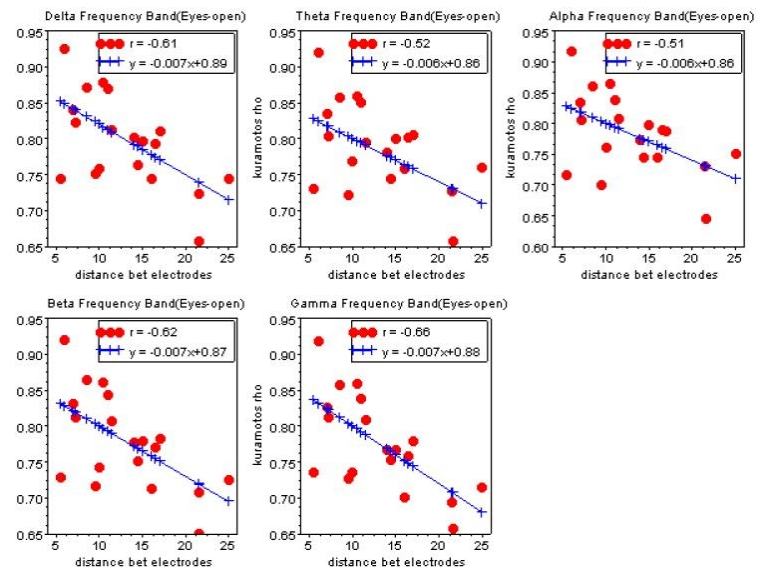 Delta Frequency Band(Eyes-open)
r = -0.61
y = -0.007x+0.89
0.95
0.90
0.85
0.80
0.75
0.70
0.65
5 10 15 20 25
distance bet electrodes
Theta Frequency Band(Eyes-open)
r = -0.52
y = -0.006x+0.86
kuramotos rho
0.95
0.90
0.85
0.80
0.75
0.70
0.65
5 10 15 20 25
distance bet electrodes
Alpha Frequency Band(Eyes-open)
r = -0.51
y = -0.006x+0.86
kuramotos rho
0.95
0.90
0.85
0.80
0.75
0.70
0.65
0.60
5 10 15 20 25
distance bet electrodes
Beta Frequency Band(Eyes-open)
r = -0.62
y = -0.007x+0.87
0.95
0.90
0.85
0.80
0.75
0.70
0.65
5 10 15 20 25
distance bet electrodes
Gamma Frequency Band(Eyes-open)
r = -0.66
y = -0.007x+0.88
kuramotos rho
0.95
0.90
0.85
0.80
0.75
0.70
0.65
5 10 15 20 25
distance bet electrodes